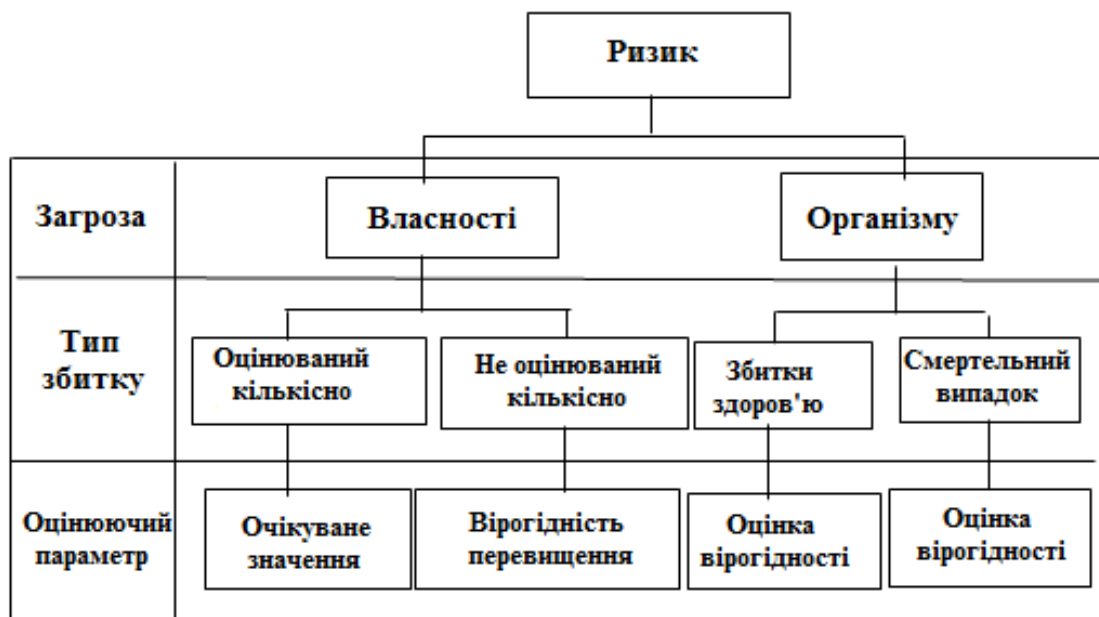 Ризик
Загроза
Власності
Організму
Тип
збитку
Оцінюваний
кількісно
Не оцінюваний
кількісно
Збитки
здоров'ю
Смертельний
випадок
Оцінюючий
параметр
Очікуване
значення
Вірогідність
перевищення
Оцінка
вірогідності
Оцінка
вірогідності